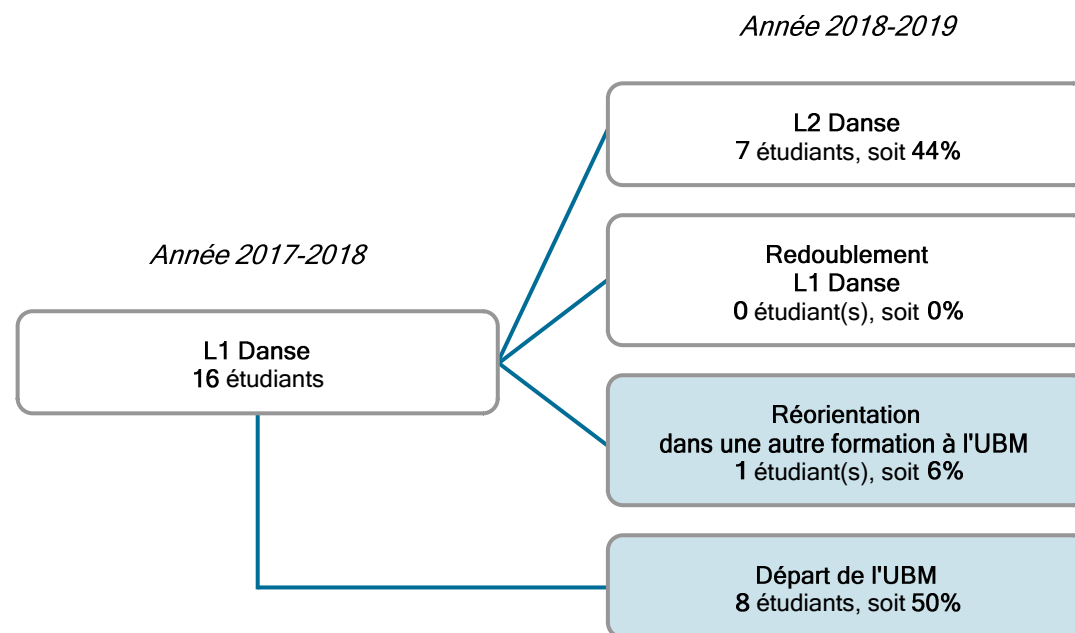 Année 2018-2019
L2 Danse
7 étudiants, soit 44%
Année 2017-2018
Redoublement
L1 Danse
0 étudiant(s), soit 0%
L1 Danse
16 étudiants
Réorientation
dans une autre formation à l'UBM
1 étudiant(s), soit 6%
Départ de l'UBM
8 étudiants, soit 50%